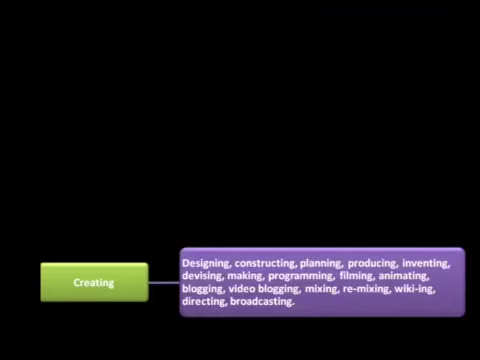 Creating
Designing, constructing, planning, producing, inventing,
devising, making, programming, filming, animating,
blogging, video blogging, mixing, re-mixing, wiki-ing,
directing, broadcasting.